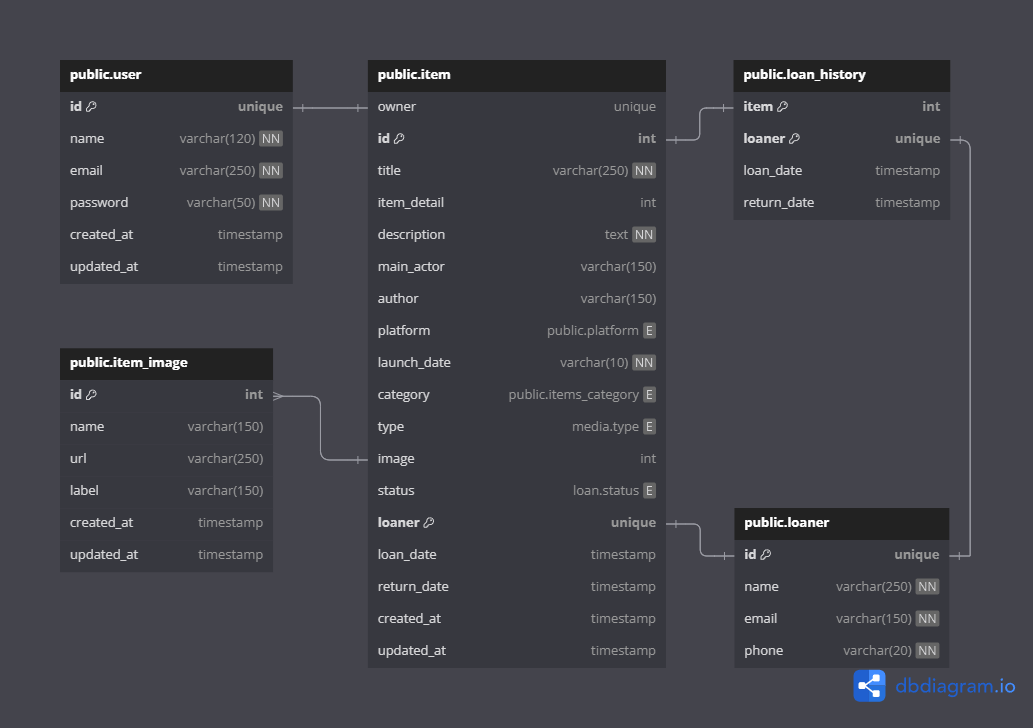 public.user
id unique
name varchar(120) NN
email varchar(250) NN
password varchar(50) NN
created_at timestamp
updated_at timestamp
public.item_image
id int
name varchar(150)
url varchar(250)
label varchar(150)
created_at timestamp
updated_at timestamp
public.item
owner unique
id int
title varchar(250) NN
item_detail int
description text NN
main_actor varchar(150)
author varchar(150)
platform public.platform E
launch_date varchar(10) NN
category public.items_category E
type media.type E
image int
status loan.status E
loaner unique
loan_date timestamp
return_date timestamp
created_at timestamp
updated_at timestamp
public.loan_history
item int
loaner unique
loan_date timestamp
return_date timestamp
public.loaner
id unique
name varchar(250) NN
email varchar(150) NN
phone varchar(20) NN
dbdiagram.io